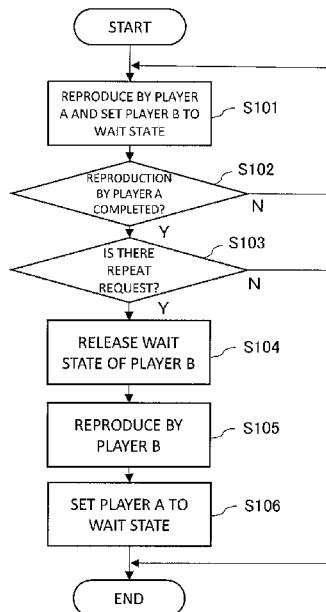 START
REPRODUCE BY PLAYER
A AND SET PLAYER B TO
WAIT STATE
S101
REPRODUCTION
BY PLAYER A
COMPLETED?
S102
N
Y
IS THERE
REPEAT
REQUEST?
S103
N
Y
RELEASE WAIT
STATE OF PLAYER B
S104
REPRODUCE BY
PLAYER B
S105
SET PLAYER A TO
WAIT STATE
S106
END